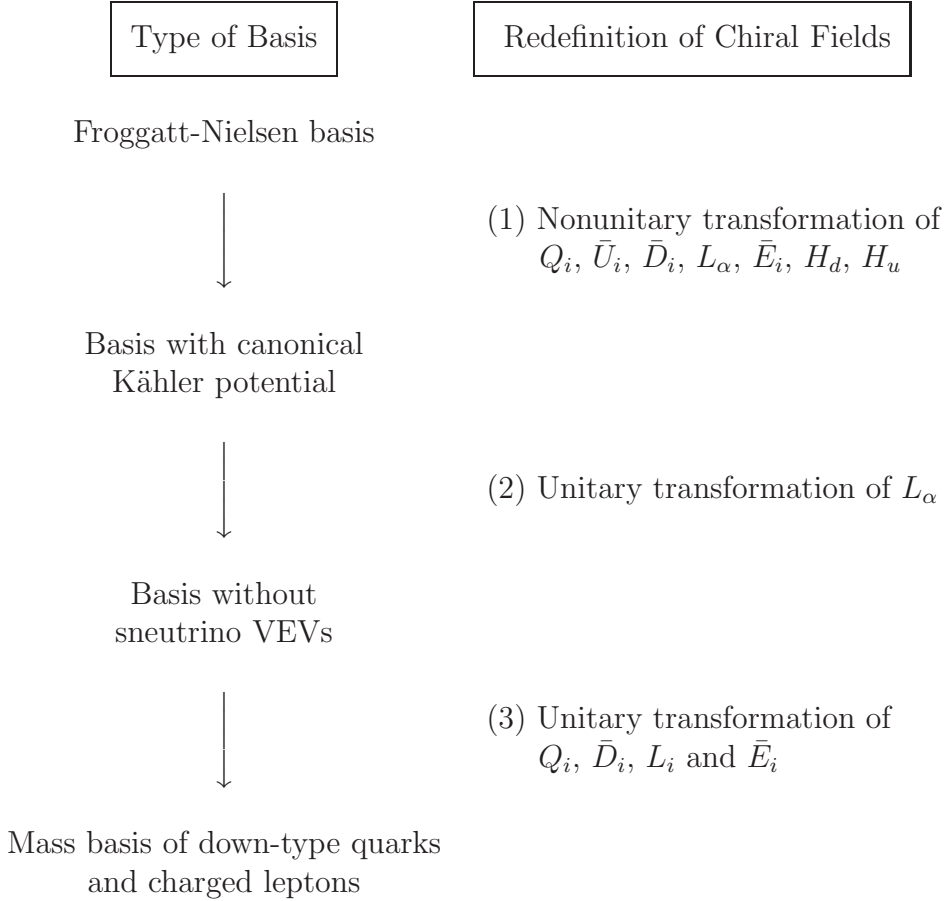 Type of Basis
Redefinition of Chiral Fields
Froggatt-Nielsen basis
(1) Nonunitary transformation of
Q_i, Ū_i, D̄_i, L_α, Ē_i, H_d, H_u
Basis with canonical
Kähler potential
(2) Unitary transformation of L_α
Basis without
sneutrino VEVs
(3) Unitary transformation of
Q_i, D̄_i, L_i and Ē_i
Mass basis of down-type quarks
and charged leptons